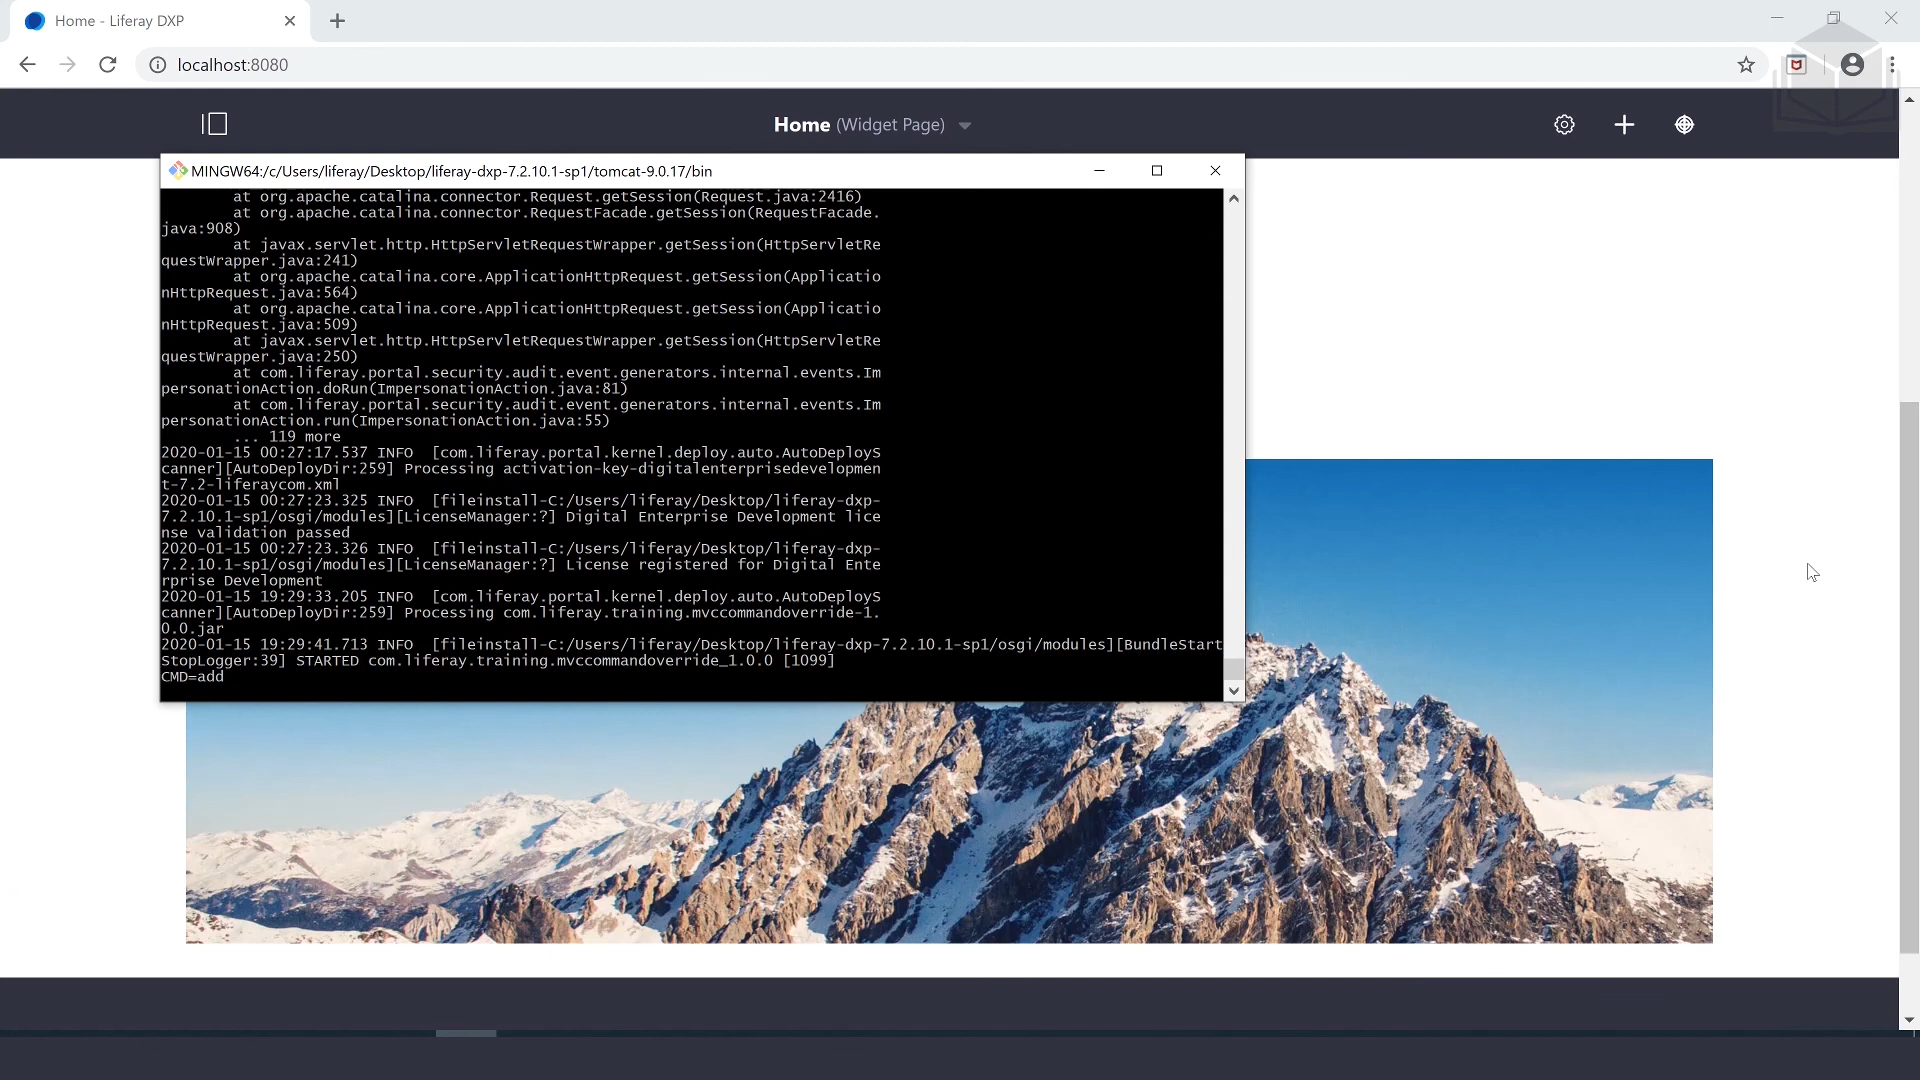 Home - Liferay DXP
localhost:8080
Home (Widget Page)
MINGW64:/c/Users/liferay/Desktop/liferay-dxp-7.2.10.1-sp1/tomcat-9.0.17/bin
at org.apache.catalina.connector.Request.getSession(Request.java:2416)
at org.apache.catalina.connector.RequestFacade.getSession(RequestFacade.
java:908)
at javax.servlet.http.HttpServletRequestWrapper.getSession(HttpServletRe
questWrapper.java:241)
at org.apache.catalina.core.ApplicationHttpRequest.getSession(Applicatio
nHttpRequest.java:564)
at org.apache.catalina.core.ApplicationHttpRequest.getSession(Applicatio
nHttpRequest.java:509)
at javax.servlet.http.HttpServletRequestWrapper.getSession(HttpServletRe
questWrapper.java:250)
at com.liferay.portal.security.audit.event.generators.internal.events.Im
personationAction.doRun(ImpersonationAction.java:81)
at com.liferay.portal.security.audit.event.generators.internal.events.Im
personationAction.run(ImpersonationAction.java:55)
... 119 more
2020-01-15 00:27:17.537 INFO  [com.liferay.portal.kernel.deploy.auto.AutoDeployS
canner][AutoDeployDir:259] Processing activation-key-digitalenterprisedevelopmen
t-7.2-liferaycom.xml
2020-01-15 00:27:23.325 INFO  [fileinstall-C:/Users/liferay/Desktop/liferay-dxp-
7.2.10.1-sp1/osgi/modules][LicenseManager:?] Digital Enterprise Development lice
nse validation passed
2020-01-15 00:27:23.326 INFO  [fileinstall-C:/Users/liferay/Desktop/liferay-dxp-
7.2.10.1-sp1/osgi/modules][LicenseManager:?] License registered for Digital Ente
rprise Development
2020-01-15 19:29:33.205 INFO  [com.liferay.portal.kernel.deploy.auto.AutoDeployS
canner][AutoDeployDir:259] Processing com.liferay.training.mvccommandoverride-1.
0.0.jar
2020-01-15 19:29:41.713 INFO  [fileinstall-C:/Users/liferay/Desktop/liferay-dxp-7.2.10.1-sp1/osgi/modules][BundleStart
StopLogger:39] STARTED com.liferay.training.mvccommandoverride_1.0.0 [1099]
CMD=add